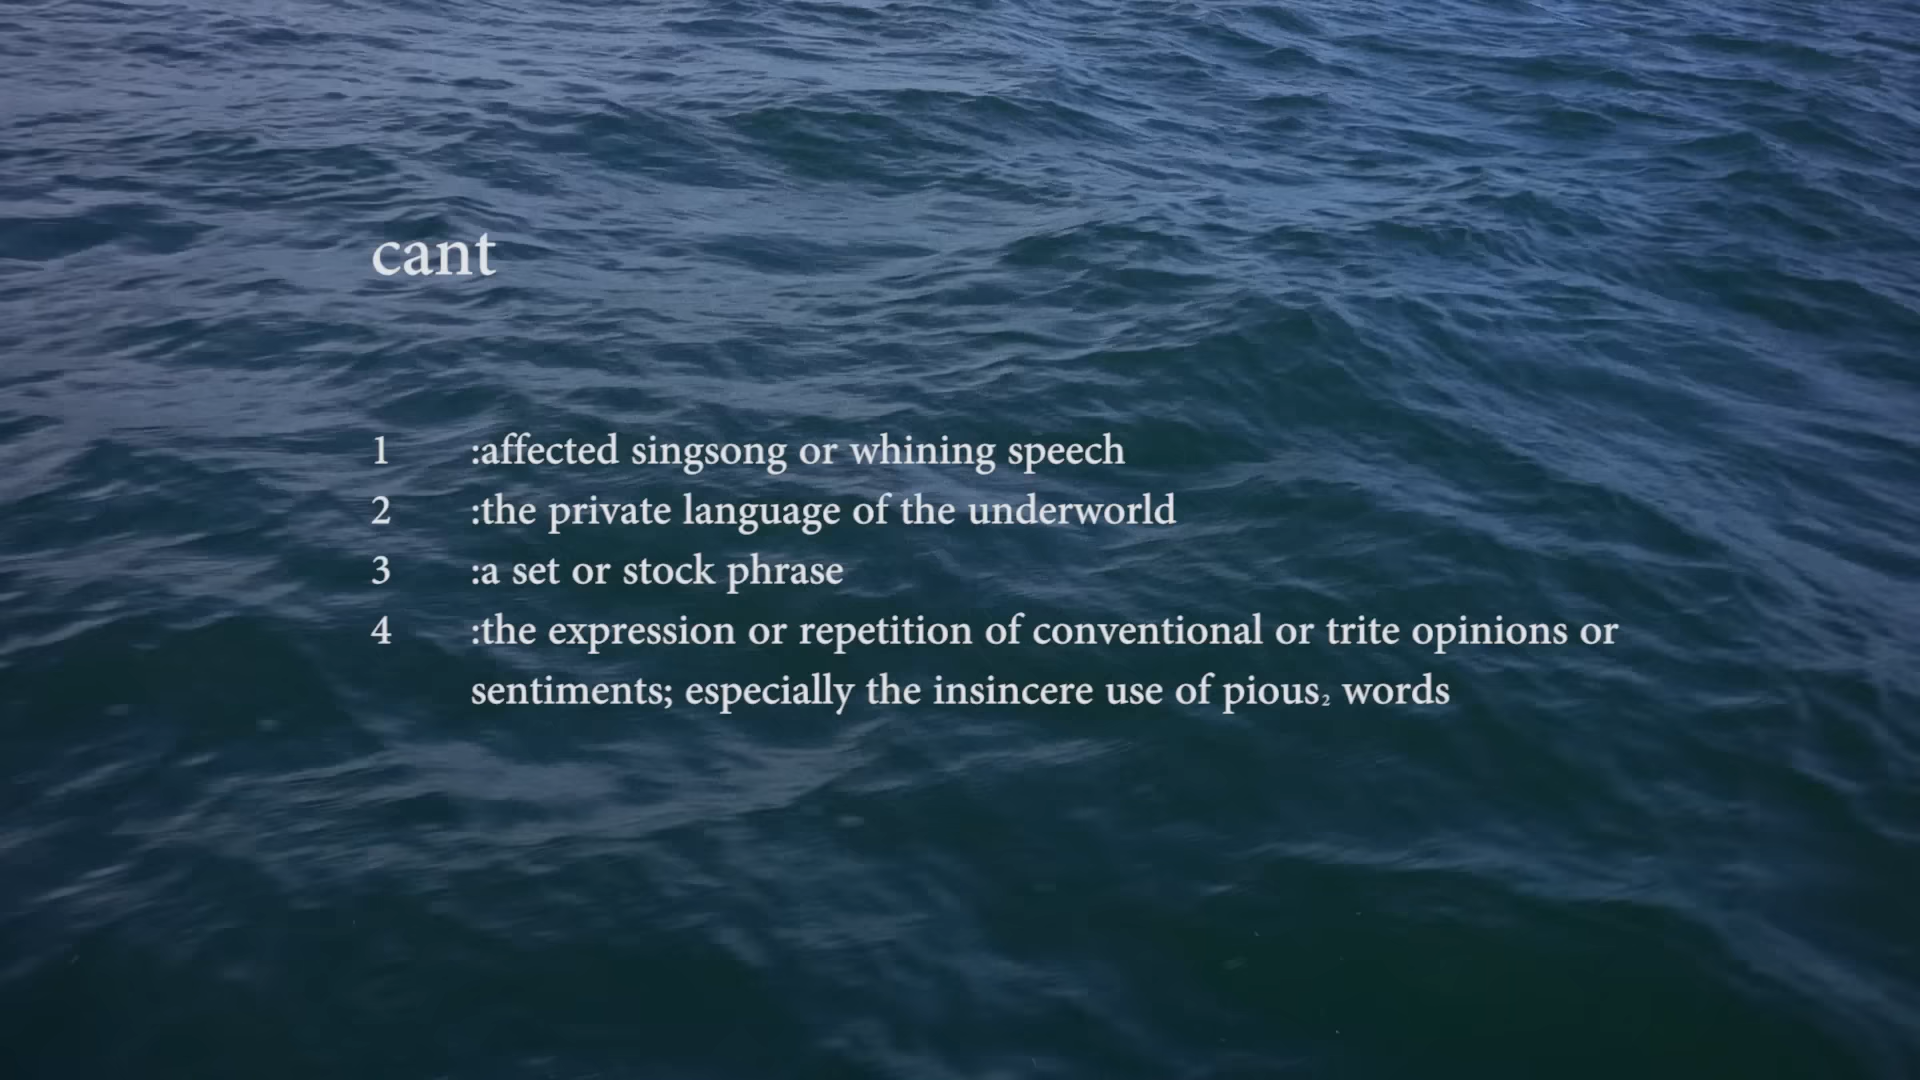 cant
1 :affected singsong or whining speech
2 :the private language of the underworld
3 :a set or stock phrase
4 :the expression or repetition of conventional or trite opinions or
sentiments; especially the insincere use of pious₂ words